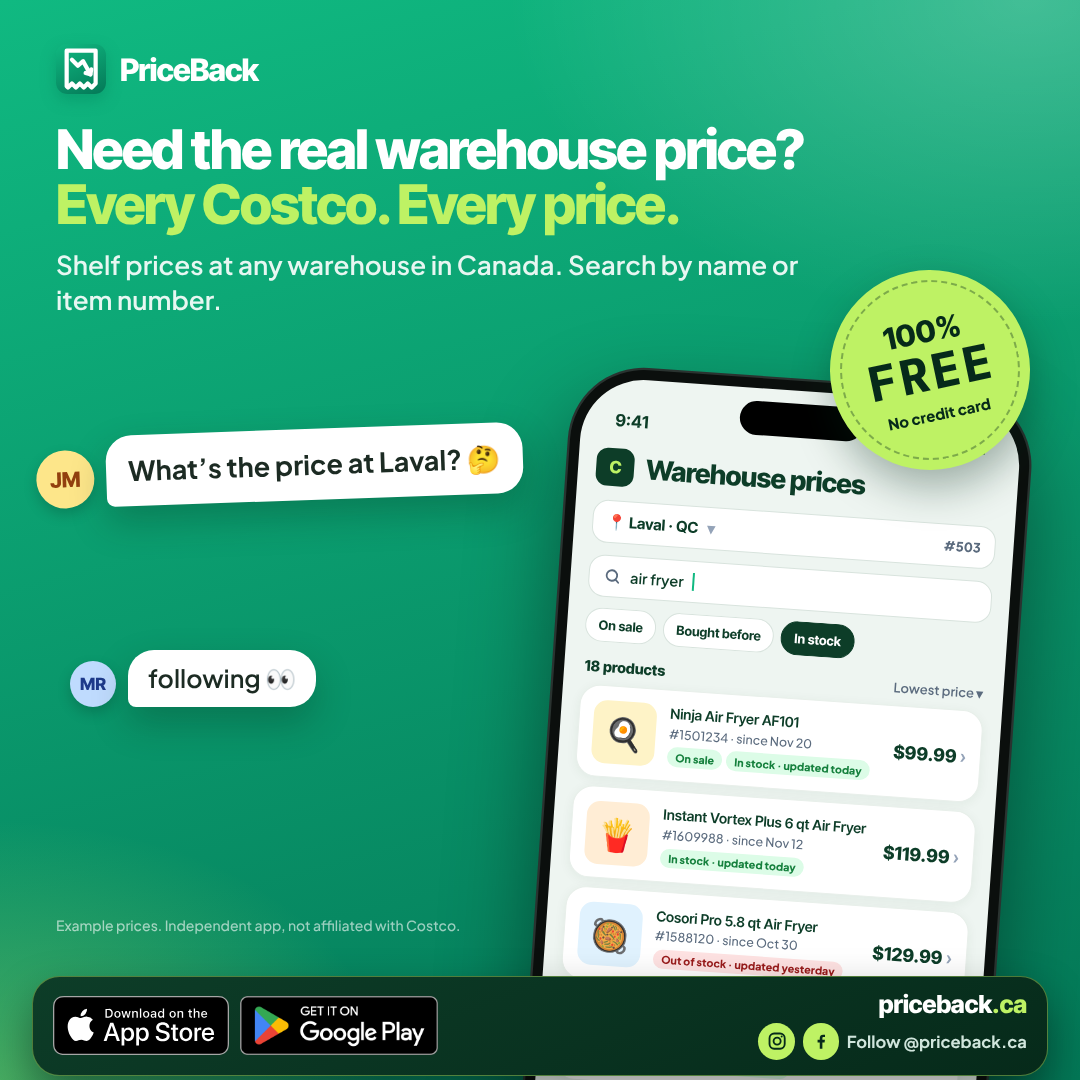 PriceBack
Need the real warehouse price?
Every Costco. Every price.
Shelf prices at any warehouse in Canada. Search by name or
item number.
100%
FREE
No credit card
JM
What's the price at Laval? 🤔
MR
following 👀
9:41
C
Warehouse prices
📍 Laval · QC ▼
#503
air fryer
On sale
Bought before
In stock
18 products
Lowest price ▾
Ninja Air Fryer AF101
#1501234 · since Nov 20
On sale
In stock · updated today
$99.99 ›
Instant Vortex Plus 6 qt Air Fryer
#1609988 · since Nov 12
In stock · updated today
$119.99 ›
Cosori Pro 5.8 qt Air Fryer
#1588120 · since Oct 30
Out of stock · updated yesterday
$129.99 ›
Example prices. Independent app, not affiliated with Costco.
Download on the
App Store
GET IT ON
Google Play
priceback.ca
Follow @priceback.ca